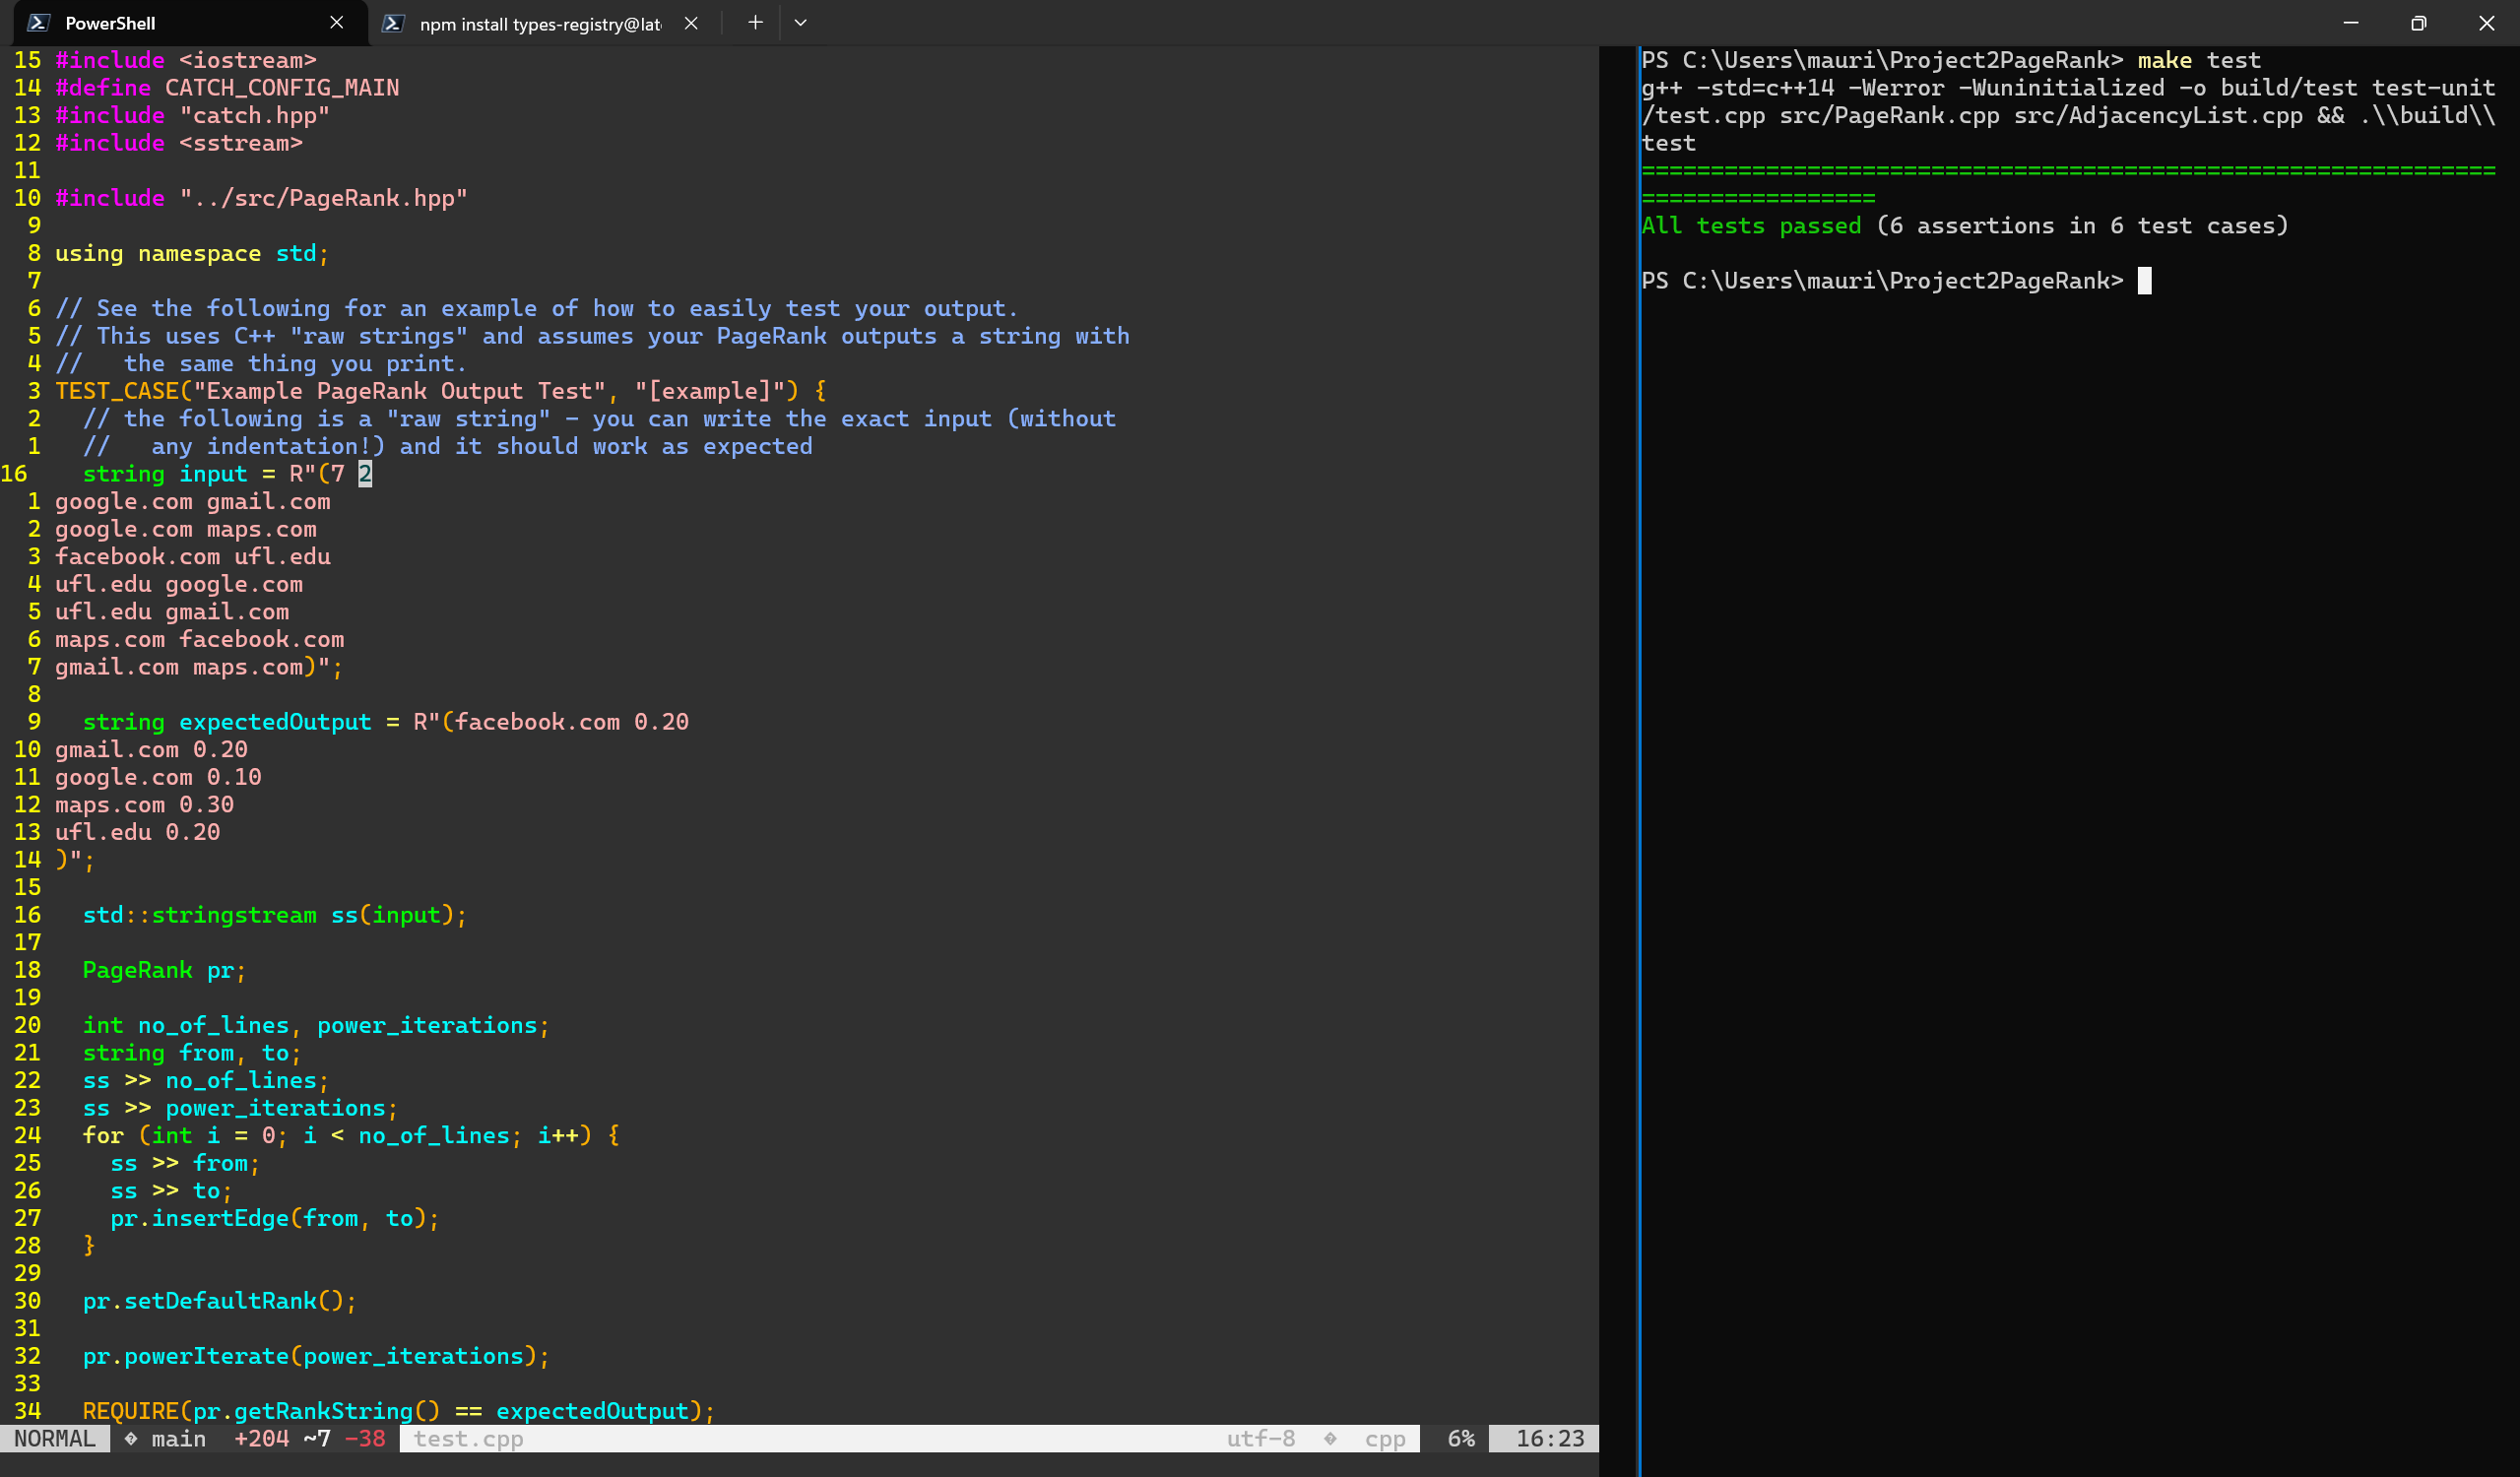 PowerShell
npm install types-registry@lat
15 #include <iostream>
14 #define CATCH_CONFIG_MAIN
13 #include "catch.hpp"
12 #include <sstream>
11
10 #include "../src/PageRank.hpp"
9
8 using namespace std;
7
6 // See the following for an example of how to easily test your output.
5 // This uses C++ "raw strings" and assumes your PageRank outputs a string with
4 //   the same thing you print.
3 TEST_CASE("Example PageRank Output Test", "[example]") {
2   // the following is a "raw string" - you can write the exact input (without
1   //   any indentation!) and it should work as expected
16   string input = R"(7 2
1 google.com gmail.com
2 google.com maps.com
3 facebook.com ufl.edu
4 ufl.edu google.com
5 ufl.edu gmail.com
6 maps.com facebook.com
7 gmail.com maps.com)";
8
9   string expectedOutput = R"(facebook.com 0.20
10 gmail.com 0.20
11 google.com 0.10
12 maps.com 0.30
13 ufl.edu 0.20
14 )";
15
16   std::stringstream ss(input);
17
18   PageRank pr;
19
20   int no_of_lines, power_iterations;
21   string from, to;
22   ss >> no_of_lines;
23   ss >> power_iterations;
24   for (int i = 0; i < no_of_lines; i++) {
25     ss >> from;
26     ss >> to;
27     pr.insertEdge(from, to);
28   }
29
30   pr.setDefaultRank();
31
32   pr.powerIterate(power_iterations);
33
34   REQUIRE(pr.getRankString() == expectedOutput);
NORMAL � main +204 ~7 -38 test.cpp utf-8 � cpp 6% 16:23
PS C:\Users\mauri\Project2PageRank> make test
g++ -std=c++14 -Werror -Wuninitialized -o build/test test-unit
/test.cpp src/PageRank.cpp src/AdjacencyList.cpp && .\\build\\
test
==============================================================
=================
All tests passed (6 assertions in 6 test cases)
PS C:\Users\mauri\Project2PageRank>